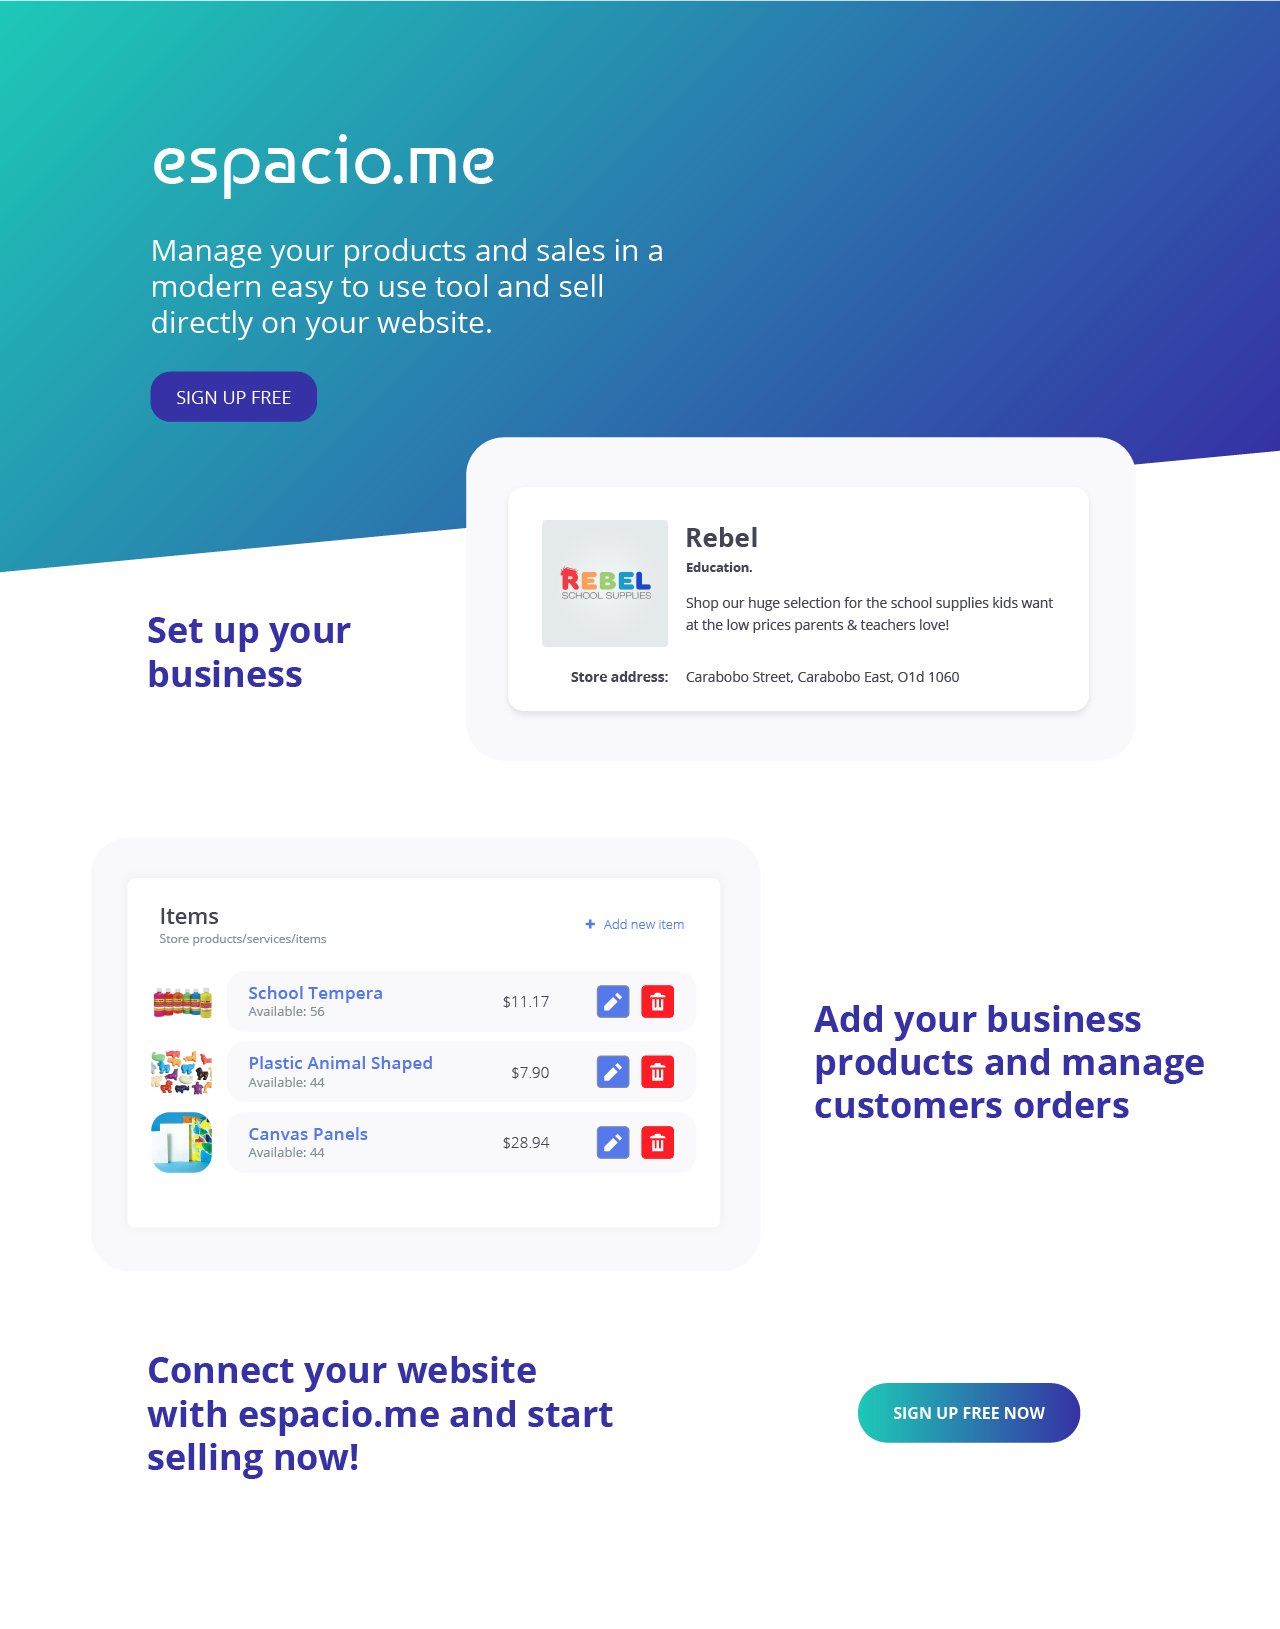 espacio.me
Manage your products and sales in a
modern easy to use tool and sell
directly on your website.
SIGN UP FREE
Set up your
business
REBEL
SCHOOL SUPPLIES
Rebel
Education.
Shop our huge selection for the school supplies kids want
at the low prices parents & teachers love!
Store address: Carabobo Street, Carabobo East, O1d 1060
Items
Store products/services/items
+ Add new item
School Tempera
Available: 56
$11.17
Plastic Animal Shaped
Available: 44
$7.90
Canvas Panels
Available: 44
$28.94
Add your business
products and manage
customers orders
Connect your website
with espacio.me and start
selling now!
SIGN UP FREE NOW